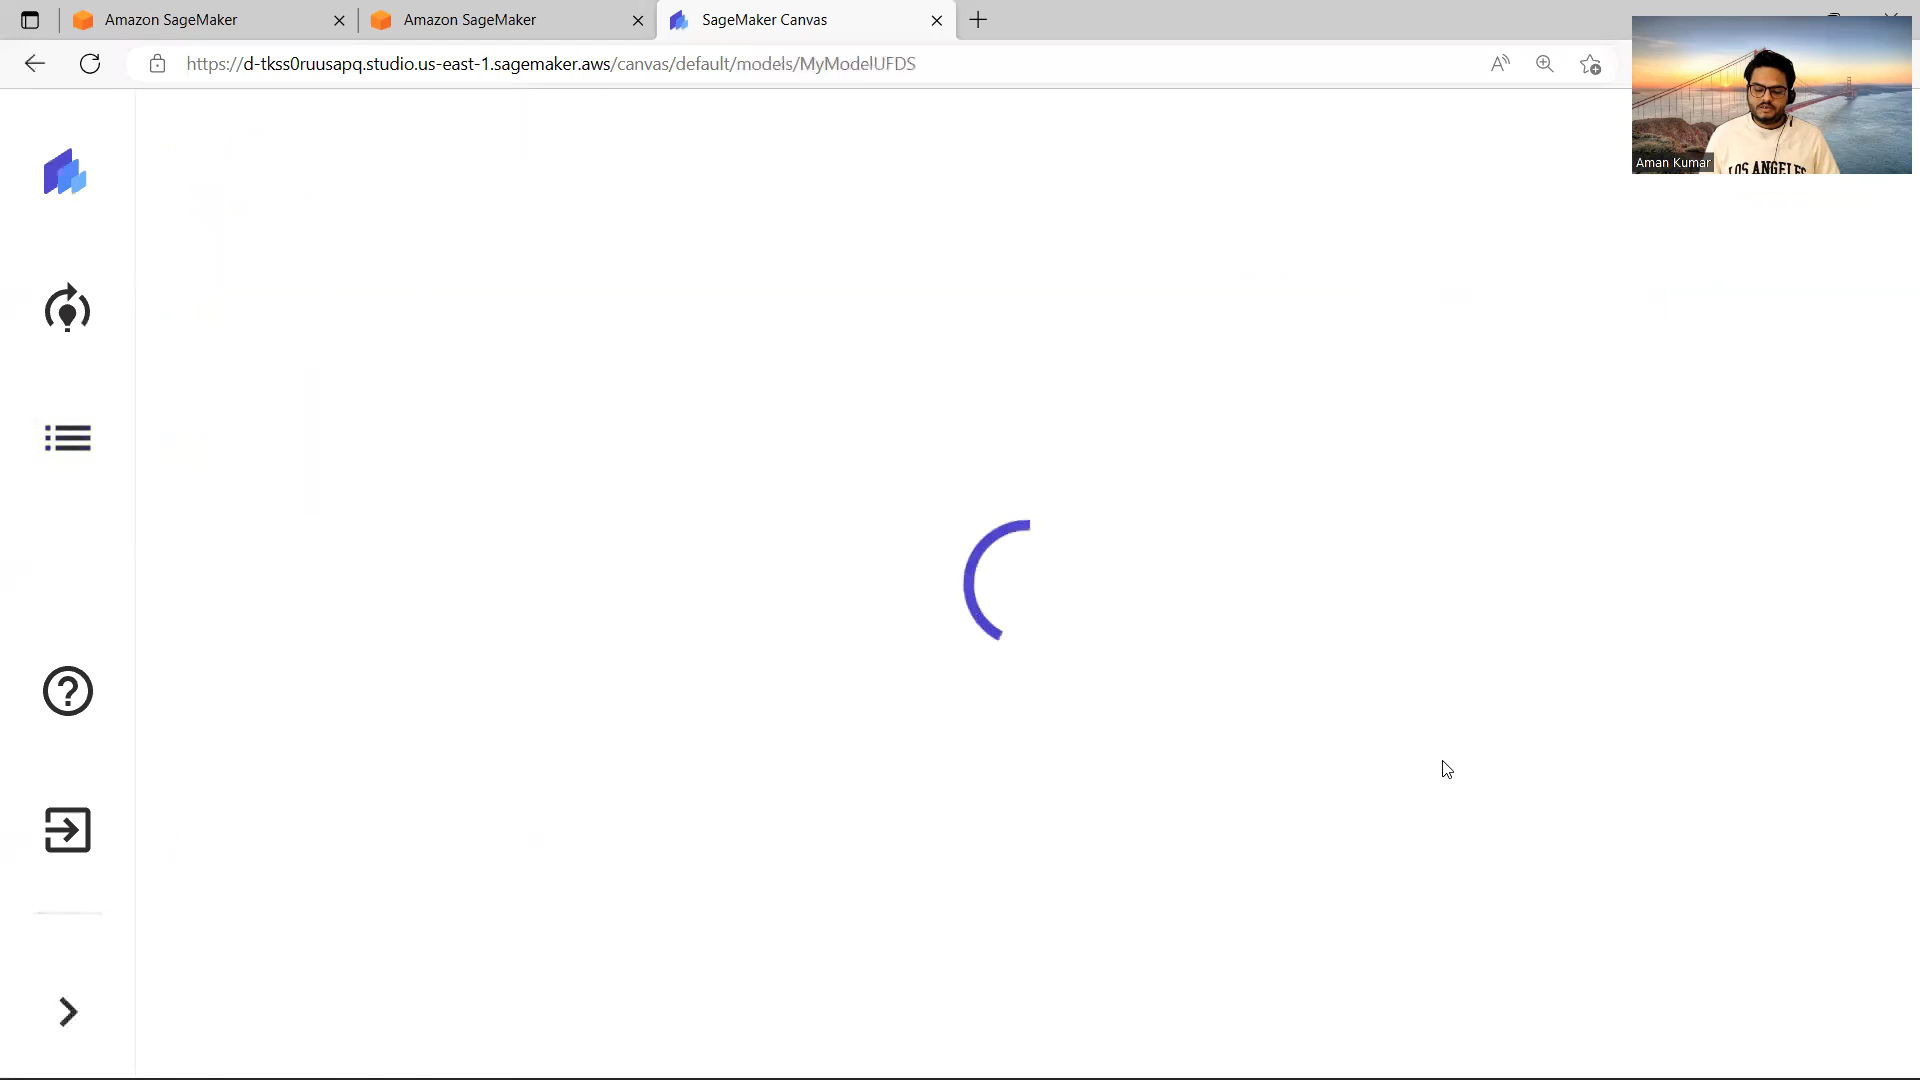 Amazon SageMaker
Amazon SageMaker
SageMaker Canvas
https://d-tkss0ruusapq.studio.us-east-1.sagemaker.aws/canvas/default/models/MyModelUFDS
Aman Kumar
LOS ANGELES